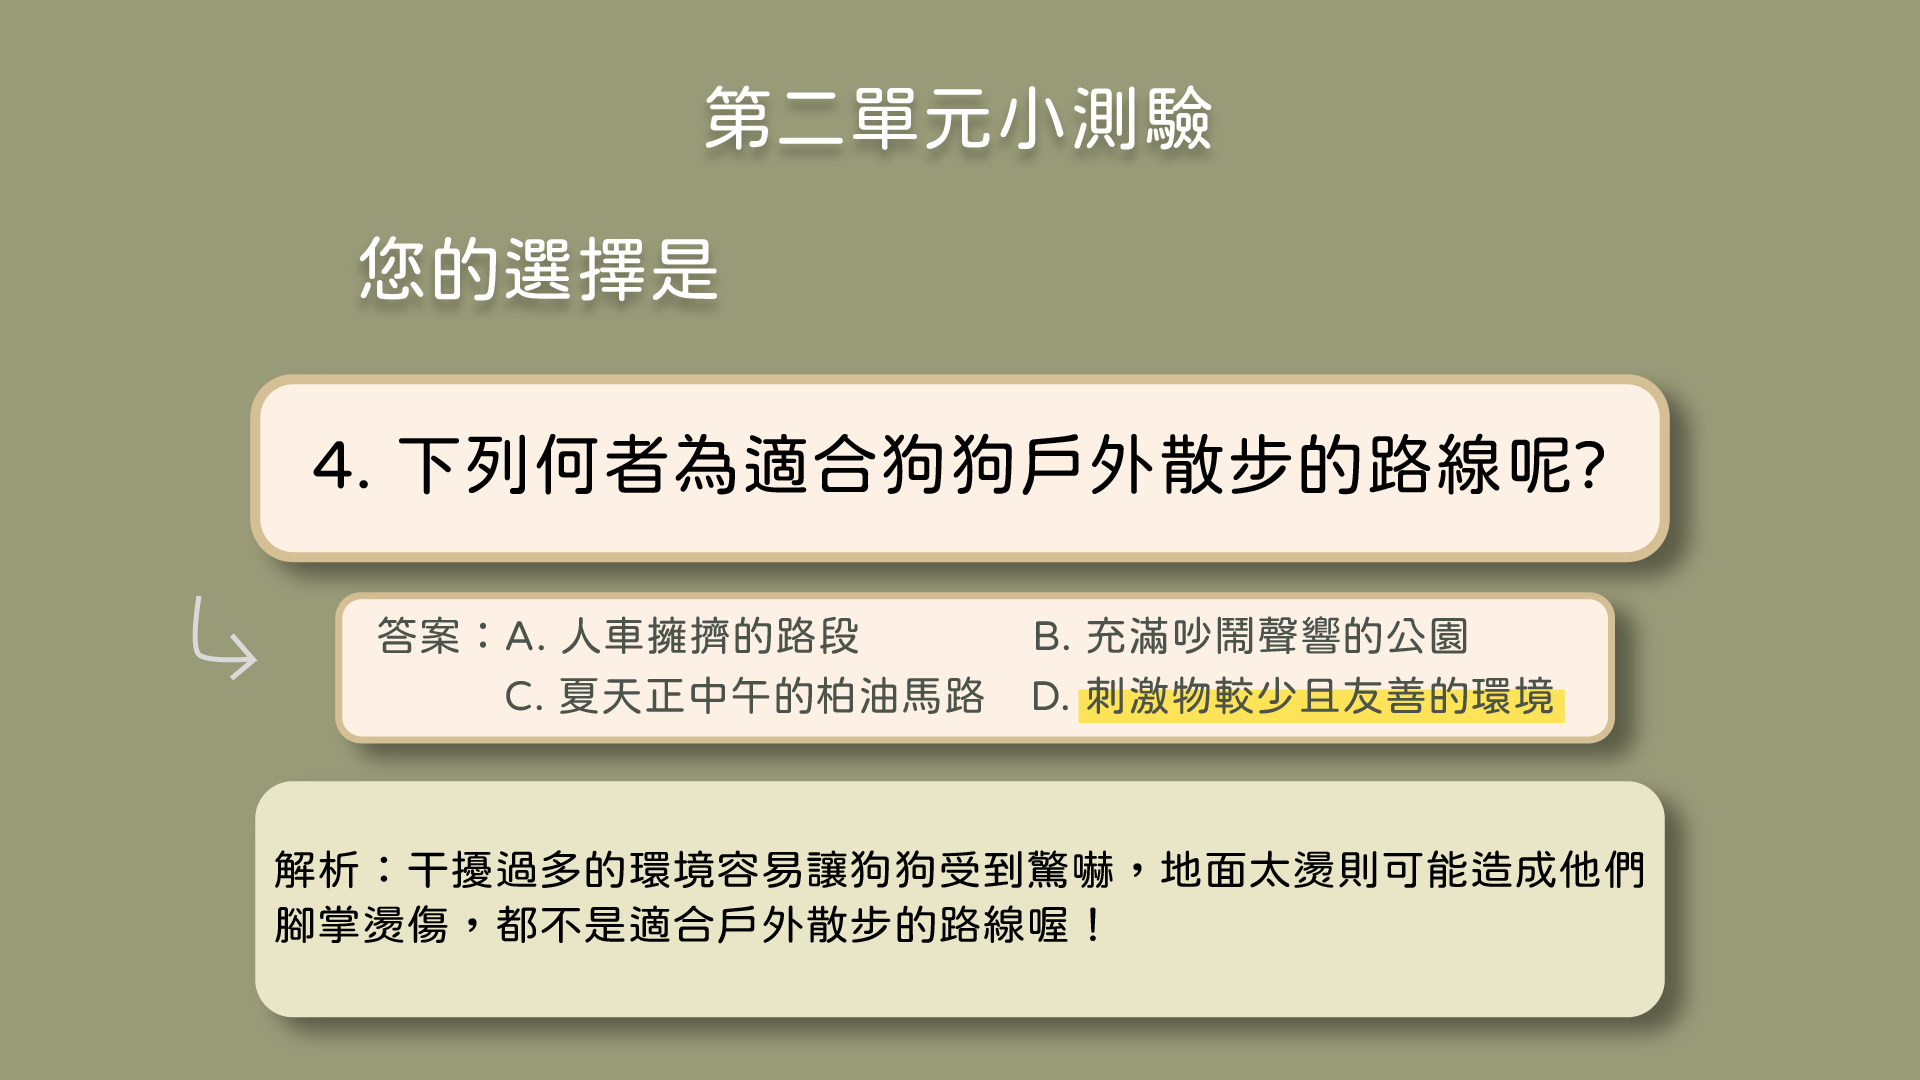 第二單元小測驗
您的選擇是
4. 下列何者為適合狗狗戶外散步的路線呢?
答案：A. 人車擁擠的路段 B. 充滿吵鬧聲響的公園
C. 夏天正中午的柏油馬路 D. 刺激物較少且友善的環境
解析：干擾過多的環境容易讓狗狗受到驚嚇，地面太燙則可能造成他們
腳掌燙傷，都不是適合戶外散步的路線喔！